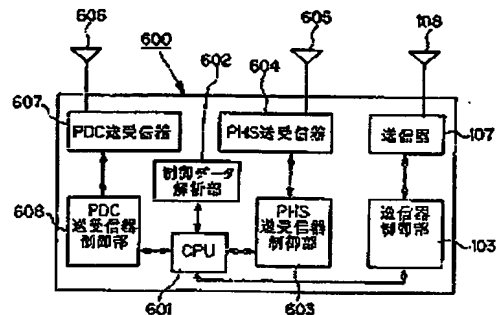 606
605
108
600
602
604
607
PDC送受信器
PHS送受信器
送信器
107
制御データ
解析部
608
PDC
送受信器
制御部
PHS
送受信器
制御部
送信器
制御部
CPU
103
601
603